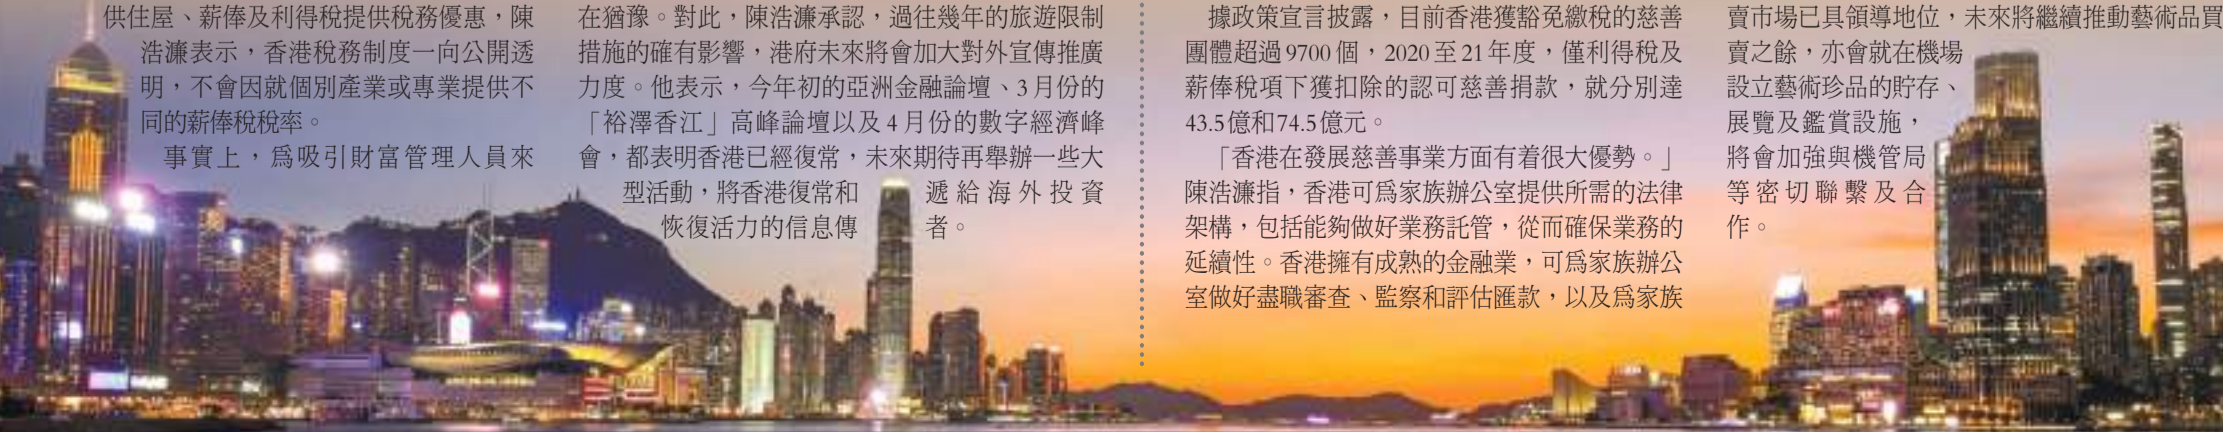 供住屋、薪俸及利得稅提供稅務優惠，陳
浩濂表示，香港稅務制度一向公開透
明，不會因就個別產業或專業提供不
同的薪俸稅稅率。
事實上，爲吸引財富管理人員來
在猶豫。對此，陳浩濂承認，過往幾年的旅遊限制
措施的確有影響，港府未來將會加大對外宣傳推廣
力度。他表示，今年初的亞洲金融論壇、3月份的
「裕澤香江」高峰論壇以及4月份的數字經濟峰
會，都表明香港已經復常，未來期待再舉辦一些大
型活動，將香港復常和
恢復活力的信息傳
遞給海外投資
者。
據政策宣言披露，目前香港獲豁免繳稅的慈善
團體超過9700個，2020至21年度，僅利得稅及
薪俸稅項下獲扣除的認可慈善捐款，就分別達
43.5億和74.5億元。
「香港在發展慈善事業方面有着很大優勢。」
陳浩濂指，香港可爲家族辦公室提供所需的法律
架構，包括能夠做好業務託管，從而確保業務的
延續性。香港擁有成熟的金融業，可爲家族辦公
室做好盡職審查、監察和評估匯款，以及爲家族
賣市場已具領導地位，未來將繼續推動藝術品買
賣之餘，亦會就在機場
設立藝術珍品的貯存、
展覽及鑑賞設施，
將會加強與機管局
等密切聯繫及合
作。